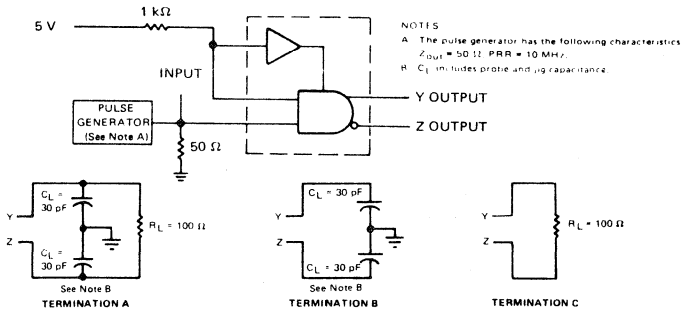 1 kΩ
5 V
INPUT
PULSE
GENERATOR
(See Note A)
50 Ω
Y OUTPUT
Z OUTPUT
NOTES
A The pulse generator has the following characteristics
Zout = 50 Ω, PRR = 10 MHz.
B CL includes probe and jig capacitance.
CL =
30 pF
Y
Z
CL =
30 pF
RL = 100 Ω
See Note B
TERMINATION A
CL = 30 pF
Y
Z
CL = 30 pF
See Note B
TERMINATION B
Y
Z
RL = 100 Ω
TERMINATION C